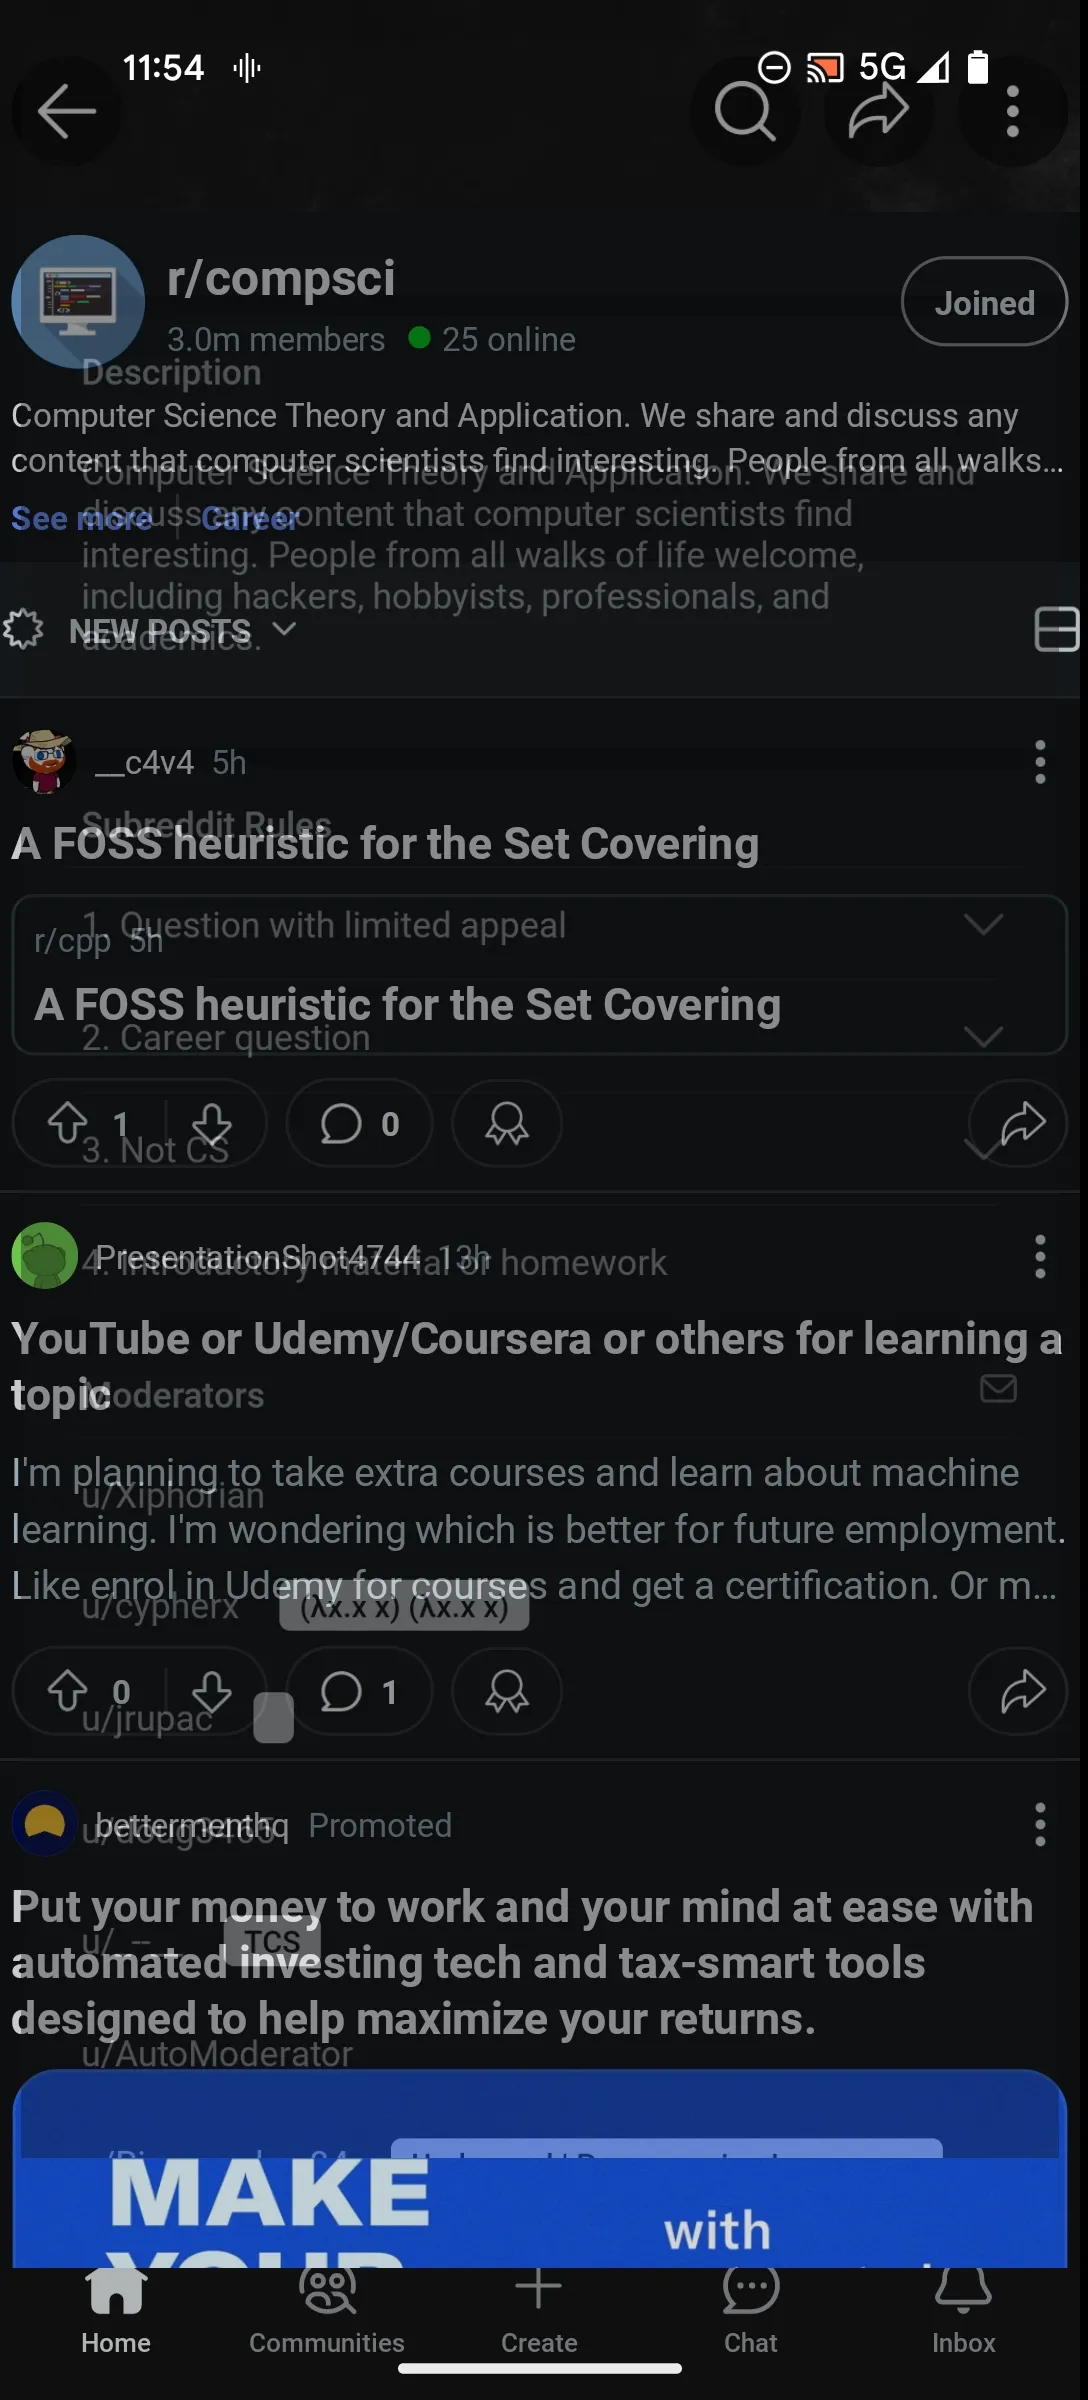 11:54
5G
r/compsci
3.0m members
25 online
Joined
Description
Computer Science Theory and Application. We share and discuss any
content that computer scientists find interesting. People from all walks...
Computer Science Theory and Application. We share and
discuss any content that computer scientists find
interesting. People from all walks of life welcome,
including hackers, hobbyists, professionals, and
academics.
See more
Career
NEW POSTS
__c4v4 5h
Subreddit Rules
A FOSS heuristic for the Set Covering
1. Question with limited appeal
r/cpp 5h
A FOSS heuristic for the Set Covering
2. Career question
1
0
3. Not CS
PresentationShot4744 13h
4. Introductory material or homework
YouTube or Udemy/Coursera or others for learning a
topic
Moderators
I'm planning to take extra courses and learn about machine
learning. I'm wondering which is better for future employment.
Like enrol in Udemy for courses and get a certification. Or m...
u/Xiphorian
u/cypherx (λx.x x) (λx.x x)
0
1
u/jrupac
bettermenthq Promoted
Put your money to work and your mind at ease with
automated investing tech and tax-smart tools
designed to help maximize your returns.
TCS
u/AutoModerator
MAKE
YOUR
with
Home
Communities
Create
Chat
Inbox